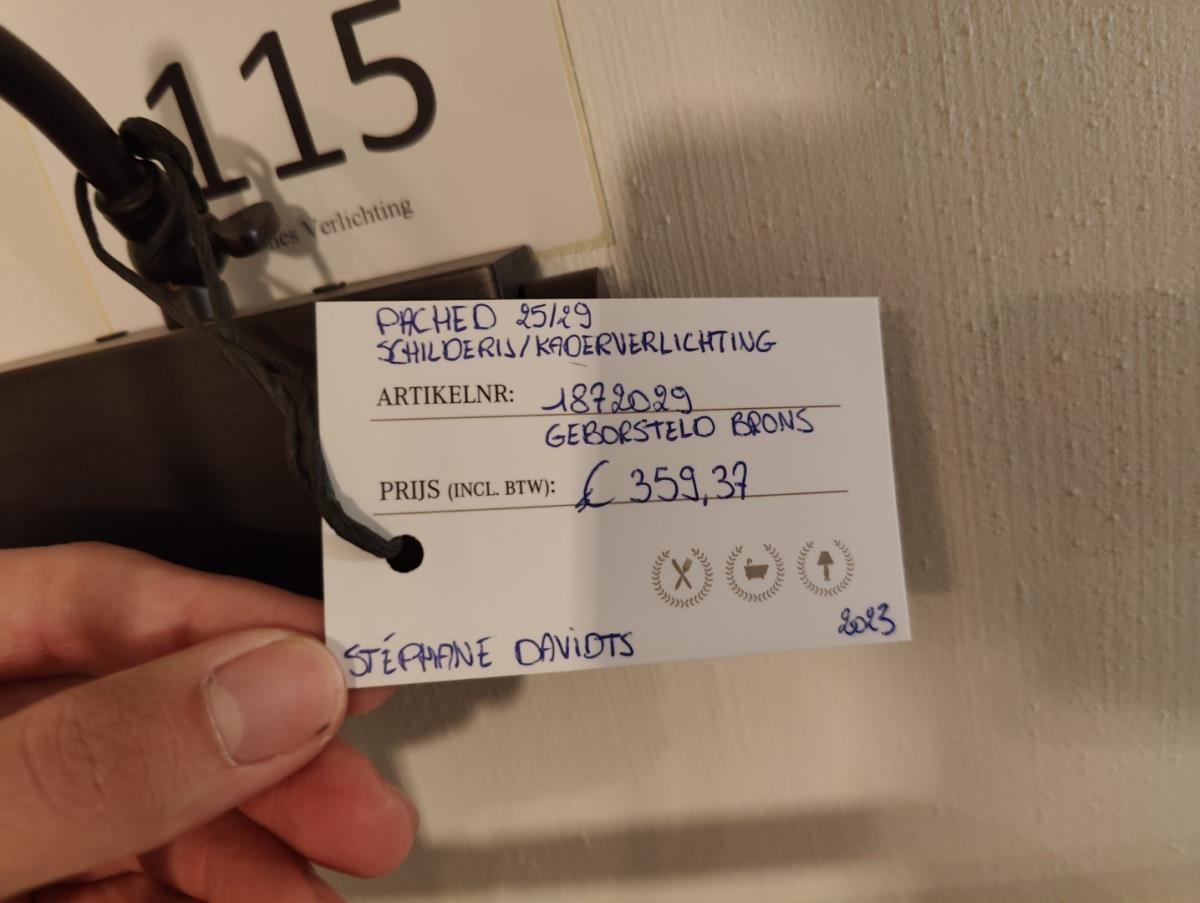 115
Verlichting
PACHED 25/29
SCHILDERIJ/KADERVERLICHTING
ARTIKELNR: 1872029
GEBORSTELD BRONS
PRIJS (INCL. BTW): € 359,37
STÉPHANE DAVIDTS
2023